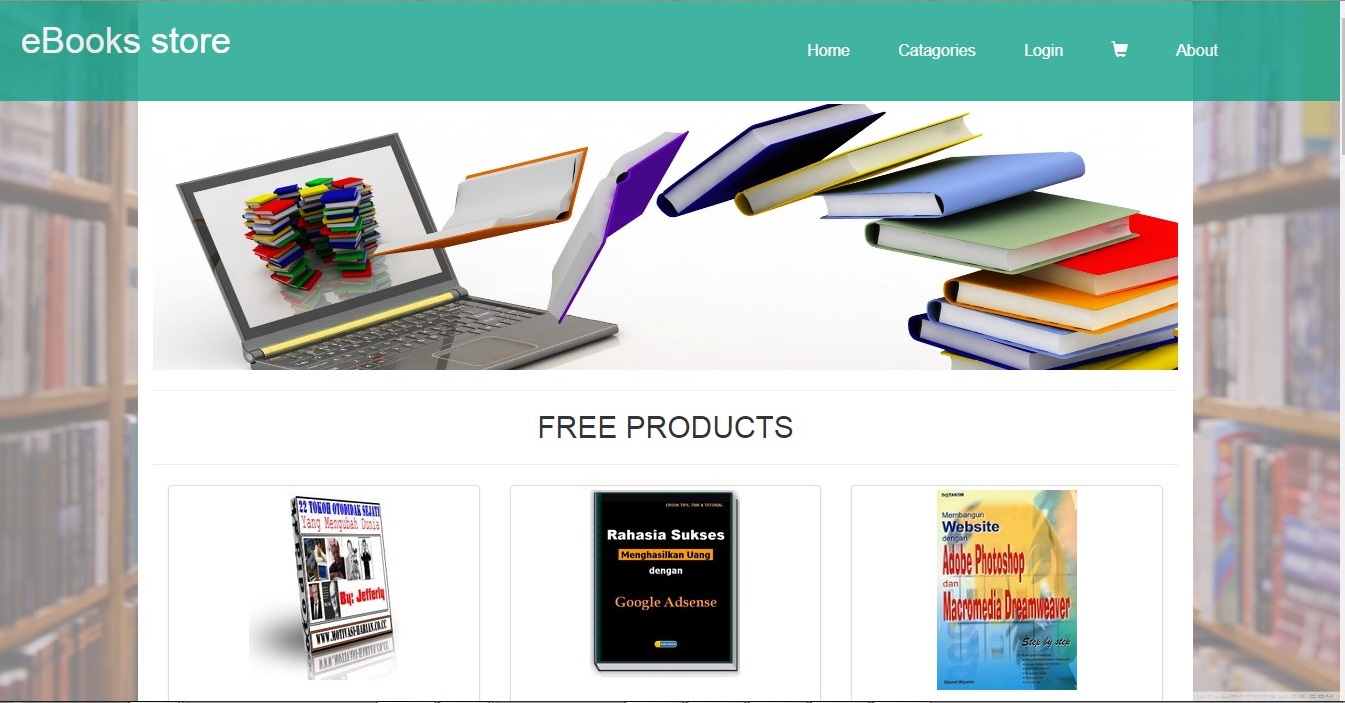 eBooks store
Home
Catagories
Login
About
FREE PRODUCTS
22 TOKOH OTODIDAK SEJATI
Yang Mengubah Dunia
By: Jefferly
WWW.MOTIVASI-HARIAN.CO.CC
EBOOK TIPS, TRIK & TUTORIAL
Rahasia Sukses
Menghasilkan Uang
dengan
Google Adsense
Membangun
Website
dengan
Adobe Photoshop
dan
Macromedia Dreamweaver
Step by step
WALLPAPERSWIDE.COM